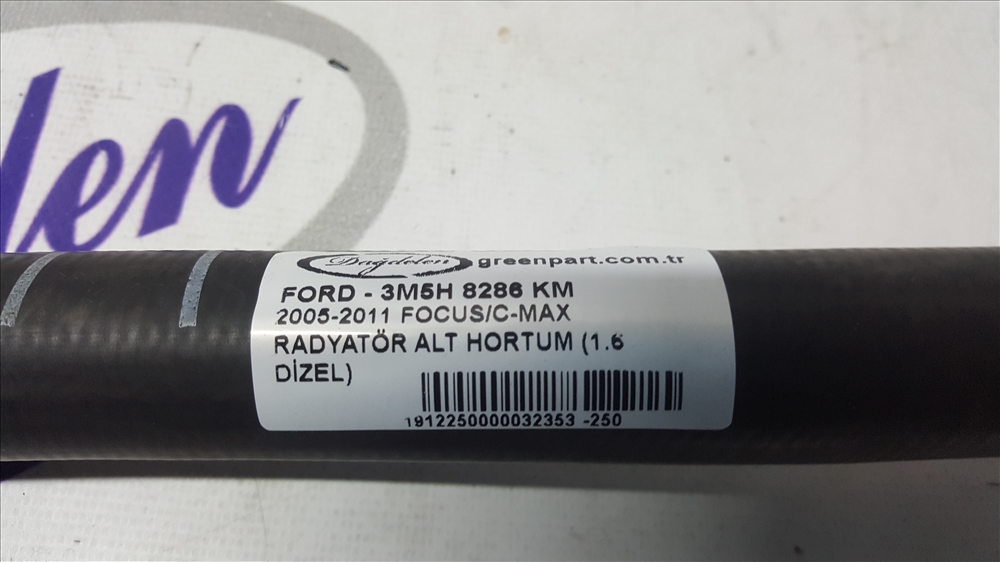 den
Dağdelen greenpart.com.tr
FORD - 3M5H 8286 KM
2005-2011 FOCUS/C-MAX
RADYATÖR ALT HORTUM (1.6
DİZEL)
1912250000032353 -250